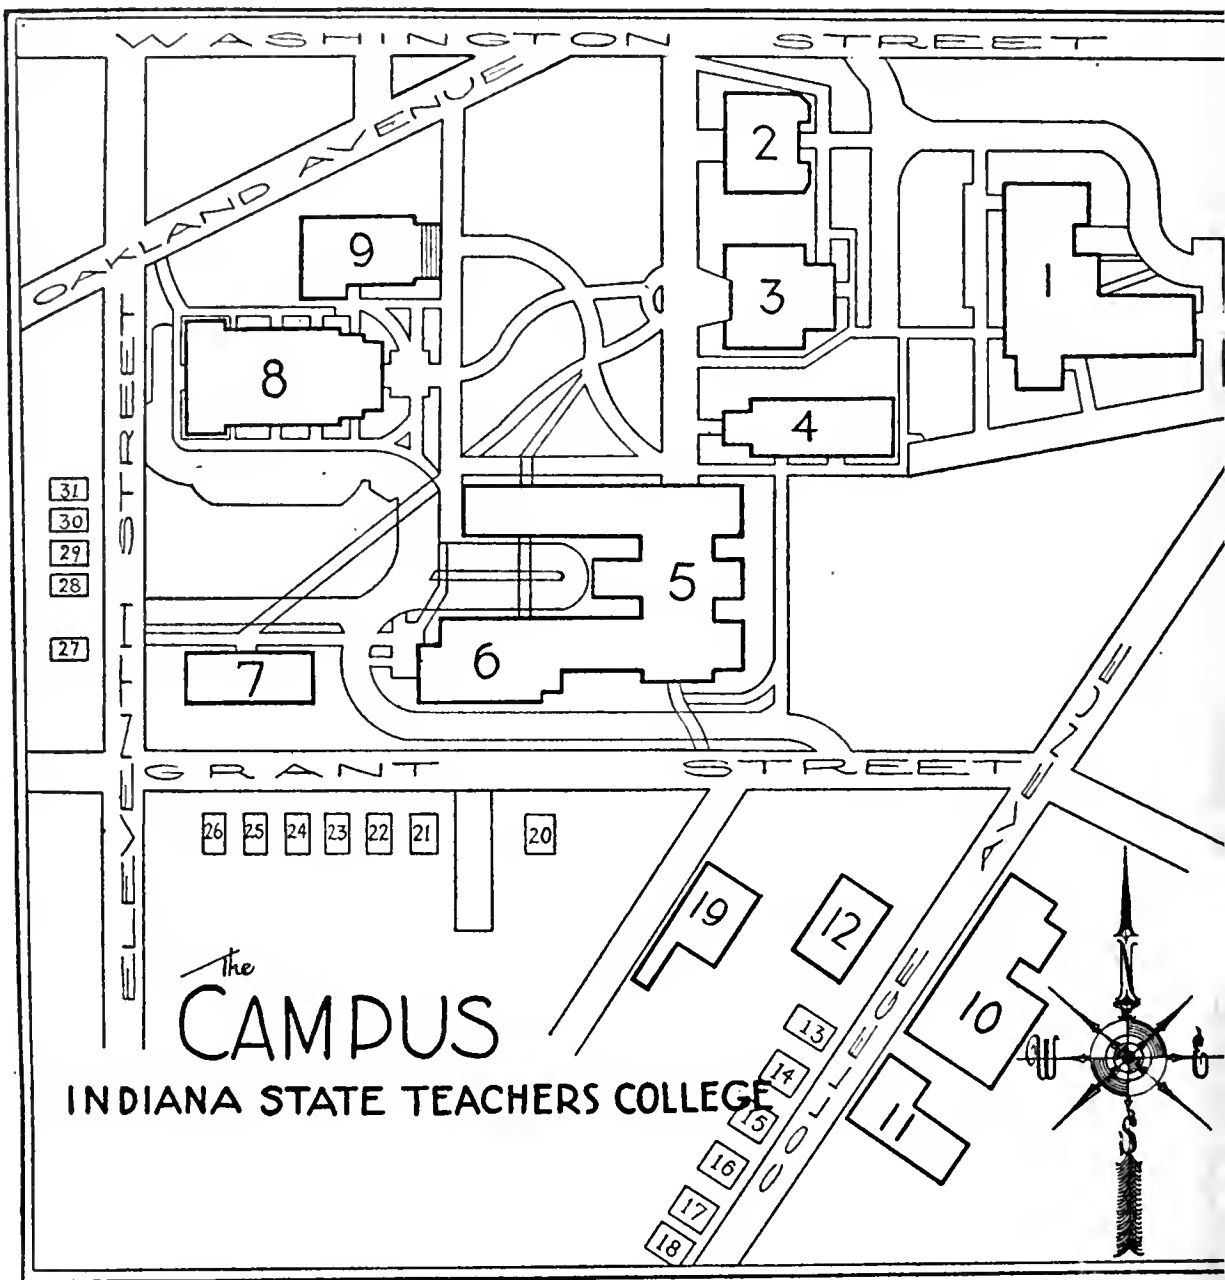 WASHINGTON STREET
OAKLAND AVENUE
2
9
1
3
8
4
ELEVENTH STREET
31
30
29
28
27
5
6
7
GRANT STREET
COLLEGE AVENUE
26 25 24 23 22 21 20
19
12
10
11
13
14
15
16
17
18
The
CAMPUS
INDIANA STATE TEACHERS COLLEGE
N
W
E
S